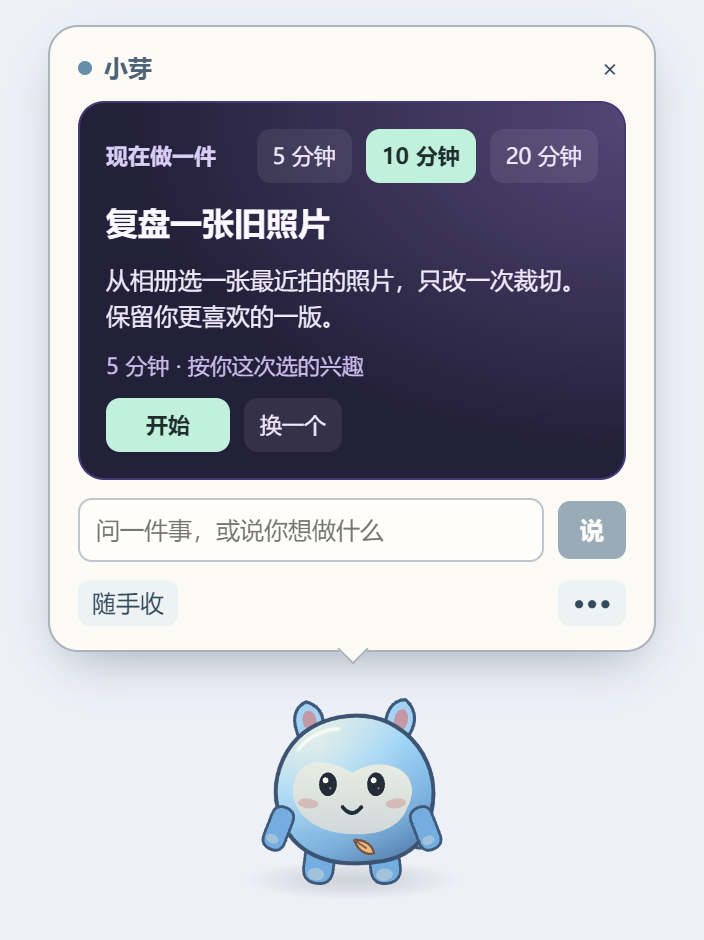 小芽
×
现在做一件
5 分钟
10 分钟
20 分钟
复盘一张旧照片
从相册选一张最近拍的照片，只改一次裁切。
保留你更喜欢的一版。
5 分钟 · 按你这次选的兴趣
开始
换一个
问一件事，或说你想做什么
说
随手收
•••